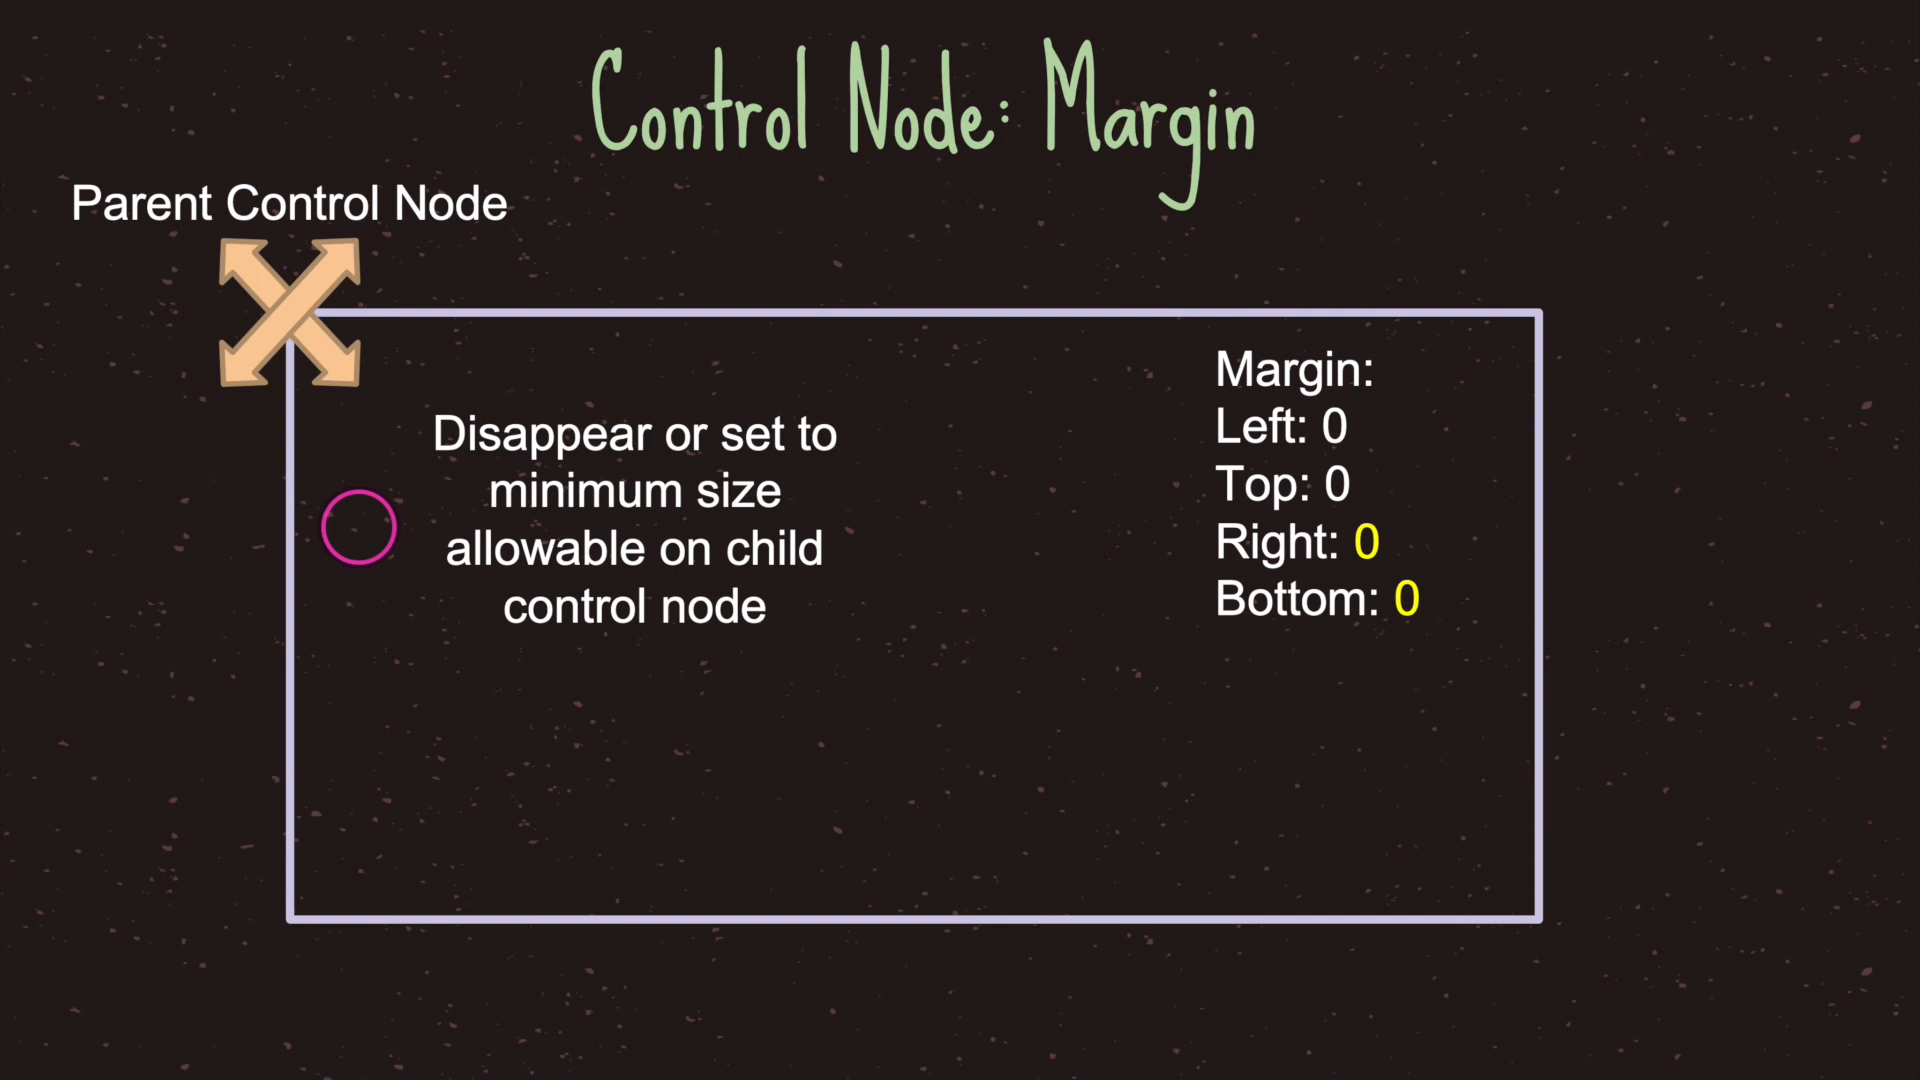 Control Node: Margin
Parent Control Node
Disappear or set to
minimum size
allowable on child
control node
Margin:
Left: 0
Top: 0
Right: 0
Bottom: 0